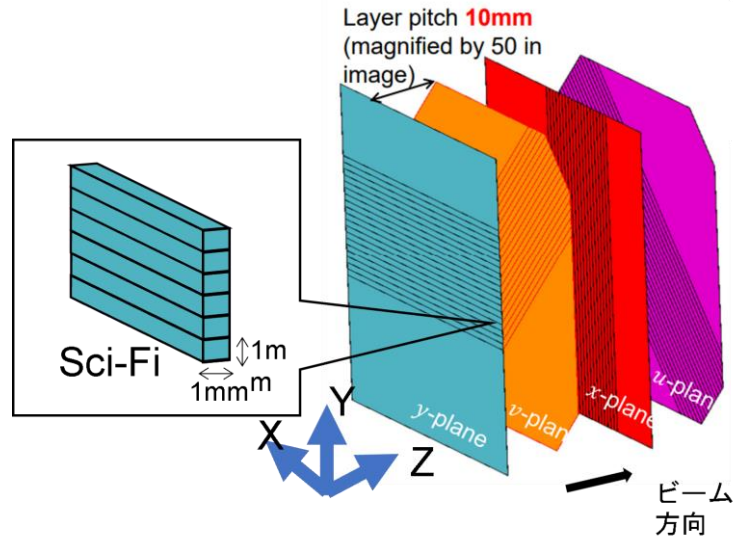 Layer pitch 10mm
(magnified by 50 in
image)
Sci-Fi
1m
m
1mm
y-plane
v-plan
x-plane
u-plan
X
Y
Z
ビーム
方向